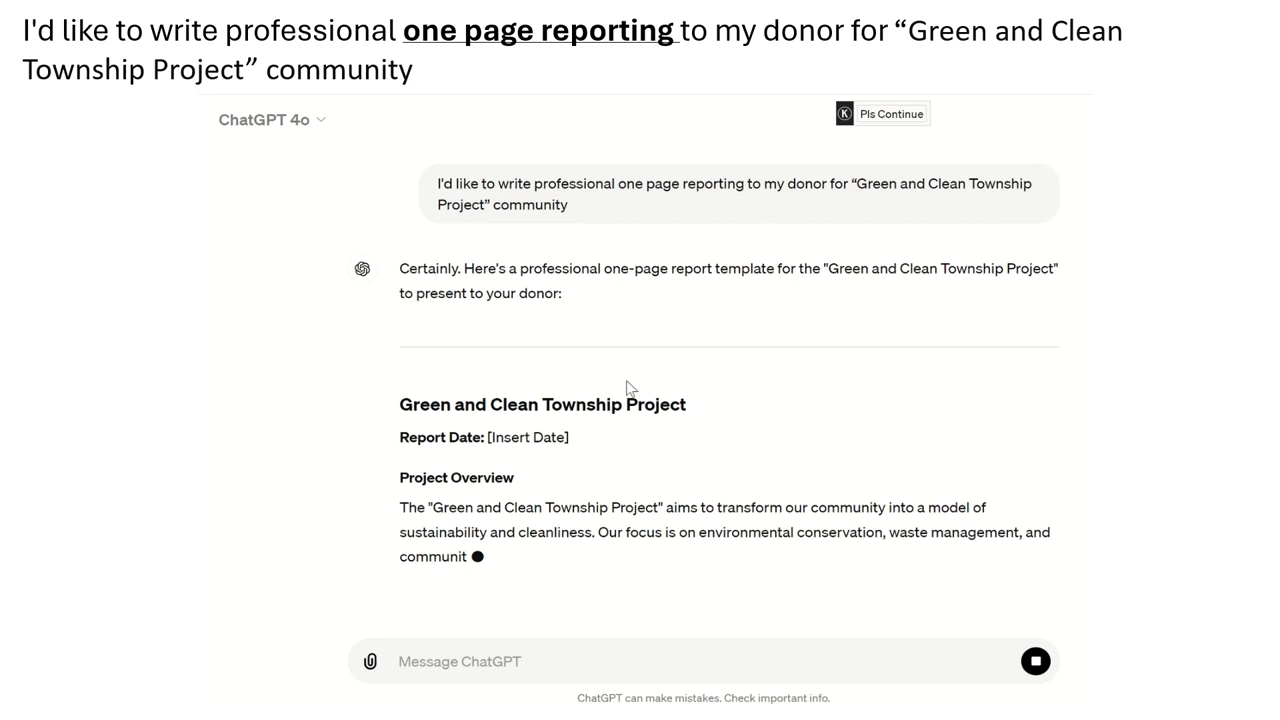 I'd like to write professional one page reporting to my donor for “Green and Clean
Township Project” community
ChatGPT 4o
K Pls Continue
I'd like to write professional one page reporting to my donor for “Green and Clean Township
Project” community
Certainly. Here's a professional one-page report template for the "Green and Clean Township Project"
to present to your donor:
Green and Clean Township Project
Report Date: [Insert Date]
Project Overview
The "Green and Clean Township Project" aims to transform our community into a model of
sustainability and cleanliness. Our focus is on environmental conservation, waste management, and
communit
Message ChatGPT
ChatGPT can make mistakes. Check important info.